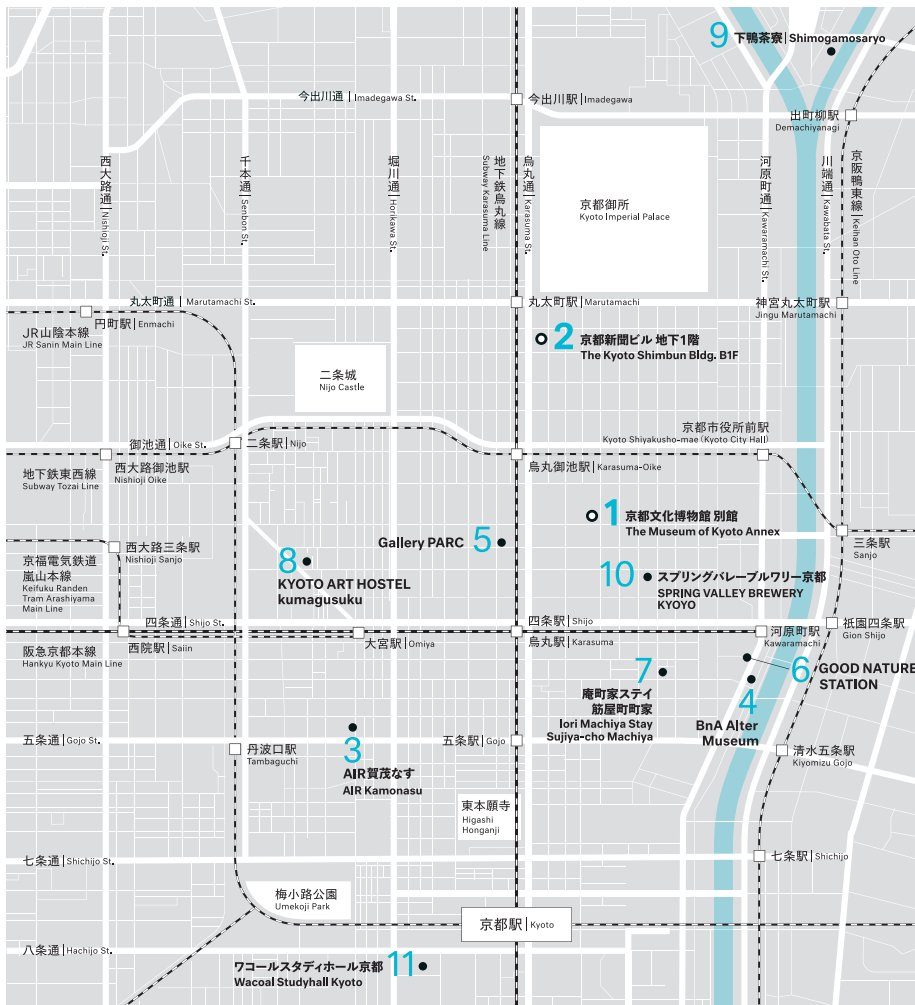 9 下鴨茶寮|Shimogamosaryo
今出川通 | Imadegawa St.
今出川駅|Imadegawa
出町柳駅
Demachiyanagi
西大路通|Nishioji St.
千本通|Senbon St.
堀川通|Horikawa St.
地下鉄烏丸線
Subway Karasuma Line
烏丸通|Karasuma St.
河原町通|Kawaramachi St.
川端通|Kawabata St.
京阪鴨東線|Keihan Oto Line
京都御所
Kyoto Imperial Palace
丸太町通 | Marutamachi St.
丸太町駅|Marutamachi
神宮丸太町駅
Jingu Marutamachi
円町駅|Enmachi
JR山陰本線
JR Sanin Main Line
2 京都新聞ビル 地下1階
The Kyoto Shimbun Bldg. B1F
二条城
Nijo Castle
京都市役所前駅
Kyoto Shiyakusho-mae (Kyoto City Hall)
御池通|Oike St.
二条駅|Nijo
烏丸御池駅|Karasuma-Oike
地下鉄東西線
Subway Tozai Line
西大路御池駅
Nishioji Oike
1 京都文化博物館 別館
The Museum of Kyoto Annex
三条駅
Sanjo
Gallery PARC 5
西大路三条駅
Nishioji Sanjo
京福電気鉄道
嵐山本線
Keifuku Randen
Tram Arashiyama
Main Line
8
KYOTO ART HOSTEL
kumagusuku
10 スプリングバレーブルワリー京都
SPRING VALLEY BREWERY
KYOYO
四条通|Shijo St.
四条駅|Shijo
河原町駅
Kawaramachi
祇園四条駅
Gion Shijo
阪急京都本線
Hankyu Kyoto Main Line
西院駅|Saiin
大宮駅|Omiya
烏丸駅|Karasuma
6 GOOD NATURE
STATION
7
庵町家ステイ
筋屋町町家
Iori Machiya Stay
Sujiya-cho Machiya
4
BnA Alter
Museum
3
AIR賀茂なす
AIR Kamonasu
五条通|Gojo St.
丹波口駅
Tambaguchi
五条駅|Gojo
清水五条駅
Kiyomizu Gojo
東本願寺
Higashi
Honganji
七条通|Shichijo St.
七条駅|Shichijo
梅小路公園
Umekoji Park
京都駅|Kyoto
八条通|Hachijo St.
ワコールスタディホール京都 11
Wacoal Studyhall Kyoto